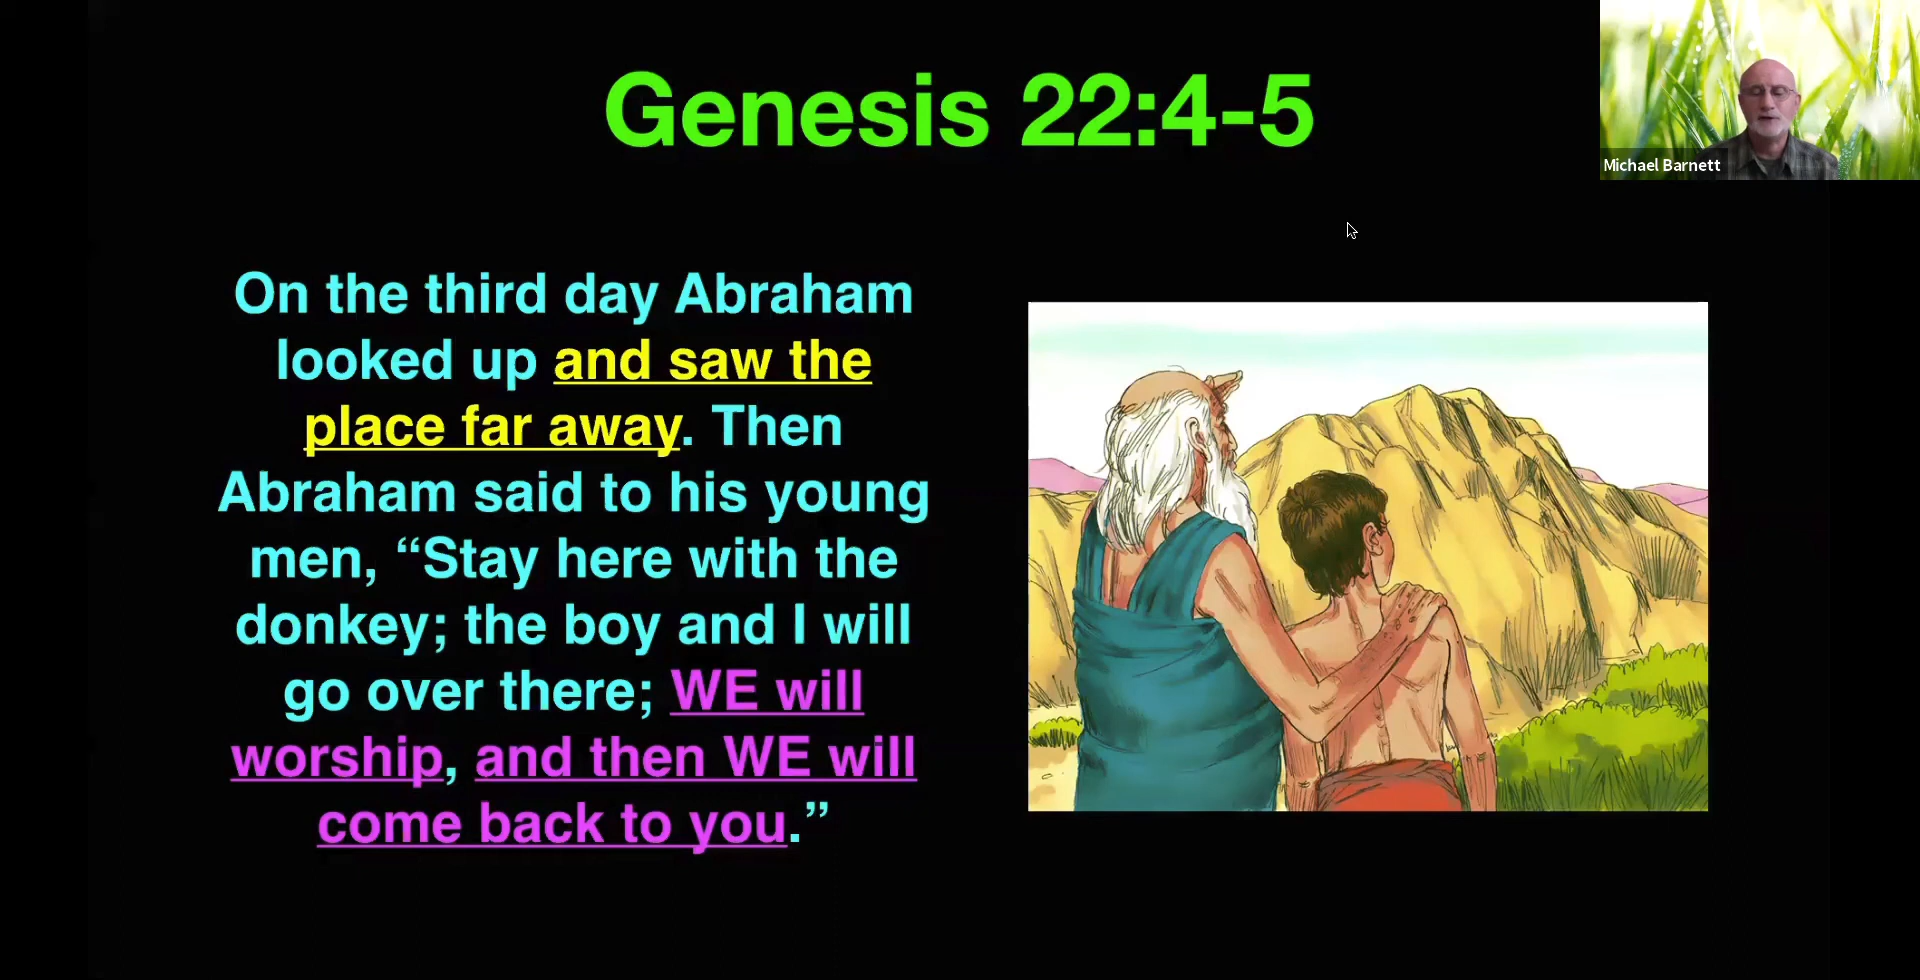 Genesis 22:4-5
Michael Barnett
On the third day Abraham
looked up and saw the
place far away. Then
Abraham said to his young
men, “Stay here with the
donkey; the boy and I will
go over there; WE will
worship, and then WE will
come back to you.”